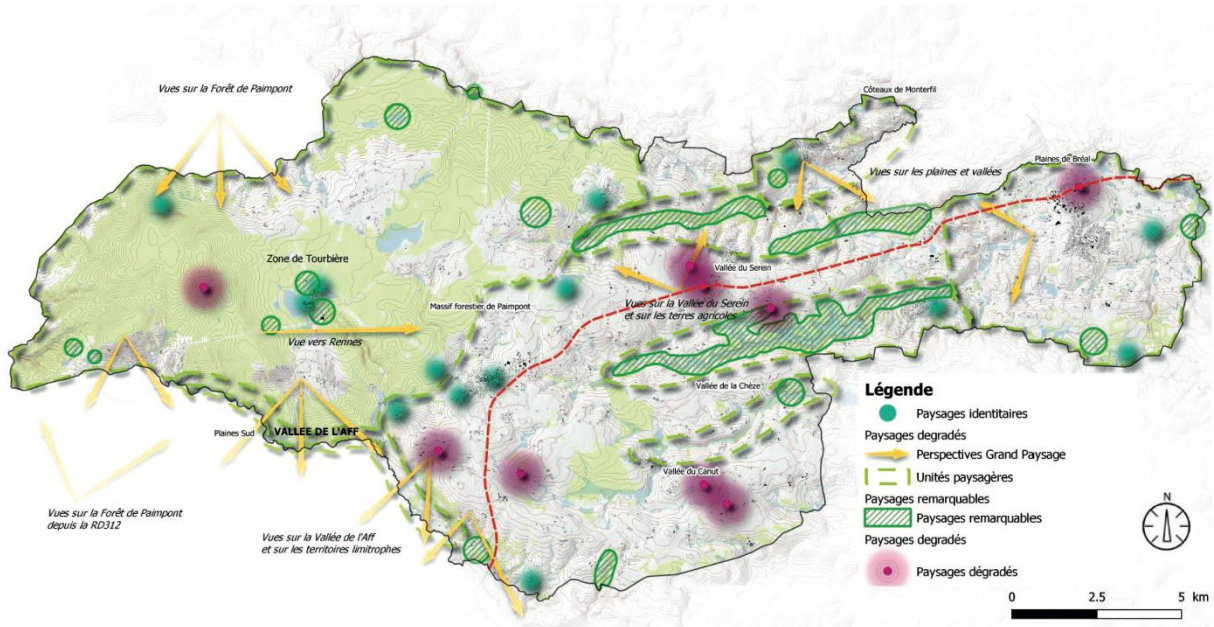 Vues sur la Forêt de Paimpont
Côteaux de Monterfil
Plaines de Bréal
Vues sur les plaines et vallées
Zone de Tourbière
Vallée du Serein
Massif forestier de Paimpont
Vues sur la Vallée du Serein
et sur les terres agricoles
Vue vers Rennes
Vallée de la Chèze
Plaines Sud
VALLEE DE L'AFF
Vallée du Canut
Vues sur la Forêt de Paimpont
depuis la RD312
Vues sur la Vallée de l'Aff
et sur les territoires limitrophes
Légende
Paysages identitaires
Paysages degradés
Perspectives Grand Paysage
Unités paysagères
Paysages remarquables
Paysages remarquables
Paysages degradés
Paysages dégradés
N
0 2.5 5 km